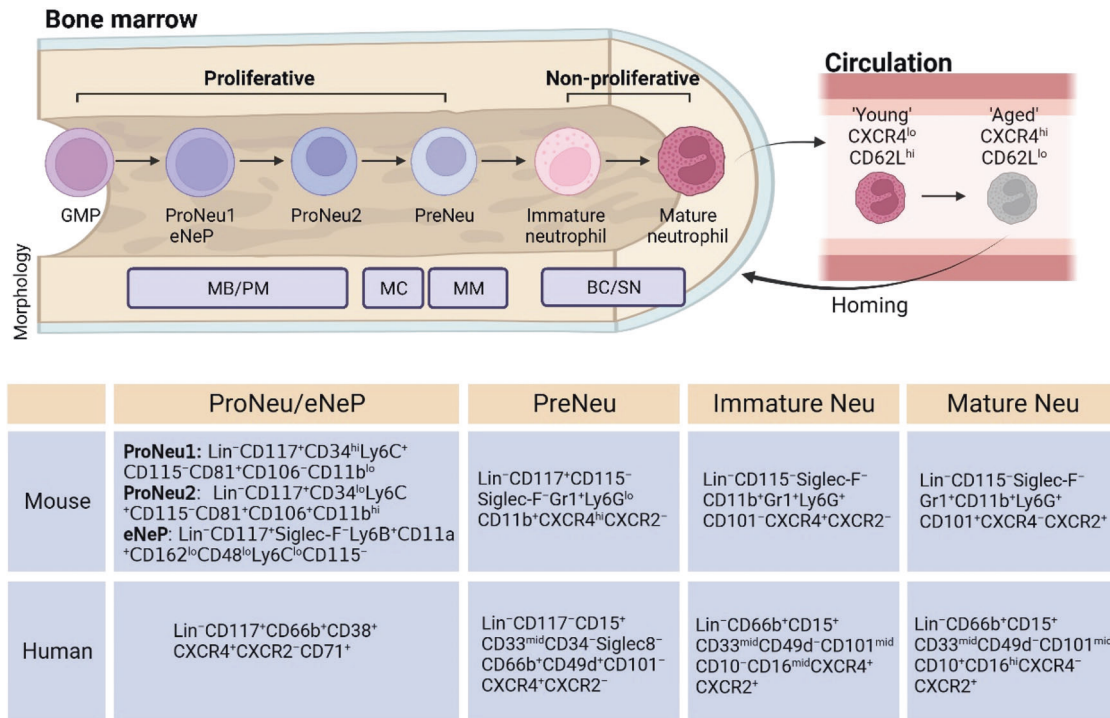 Bone marrow
Proliferative
Non-proliferative
GMP
ProNeu1
eNeP
ProNeu2
PreNeu
Immature
neutrophil
Mature
neutrophil
Morphology
MB/PM
MC
MM
BC/SN
Circulation
'Young'
CXCR4ˡᵒ
CD62Lʰⁱ
'Aged'
CXCR4ʰⁱ
CD62Lˡᵒ
Homing
ProNeu/eNeP
PreNeu
Immature Neu
Mature Neu
Mouse
ProNeu1: Lin⁻CD117⁺CD34ʰⁱLy6C⁺
CD115⁻CD81⁺CD106⁻CD11bˡᵒ
ProNeu2: Lin⁻CD117⁺CD34ˡᵒLy6C
⁺CD115⁻CD81⁺CD106⁺CD11bʰⁱ
eNeP: Lin⁻CD117⁺Siglec-F⁻Ly6B⁺CD11a
⁺CD162ˡᵒCD48ˡᵒLy6CˡᵒCD115⁻
Lin⁻CD117⁺CD115⁻
Siglec-F⁻Gr1⁺Ly6Gˡᵒ
CD11b⁺CXCR4ʰⁱCXCR2⁻
Lin⁻CD115⁻Siglec-F⁻
CD11b⁺Gr1⁺Ly6G⁺
CD101⁻CXCR4⁺CXCR2⁻
Lin⁻CD115⁻Siglec-F⁻
Gr1⁺CD11b⁺Ly6G⁺
CD101⁺CXCR4⁻CXCR2⁺
Human
Lin⁻CD117⁺CD66b⁺CD38⁺
CXCR4⁺CXCR2⁻CD71⁺
Lin⁻CD117⁻CD15⁺
CD33ᵐⁱᵈCD34⁻Siglec8⁻
CD66b⁺CD49d⁺CD101⁻
CXCR4⁺CXCR2⁻
Lin⁻CD66b⁺CD15⁺
CD33ᵐⁱᵈCD49d⁻CD101ᵐⁱᵈ
CD10⁻CD16ᵐⁱᵈCXCR4⁺
CXCR2⁺
Lin⁻CD66b⁺CD15⁺
CD33ᵐⁱᵈCD49d⁻CD101ᵐⁱᵈ
CD10⁺CD16ʰⁱCXCR4⁻
CXCR2⁺